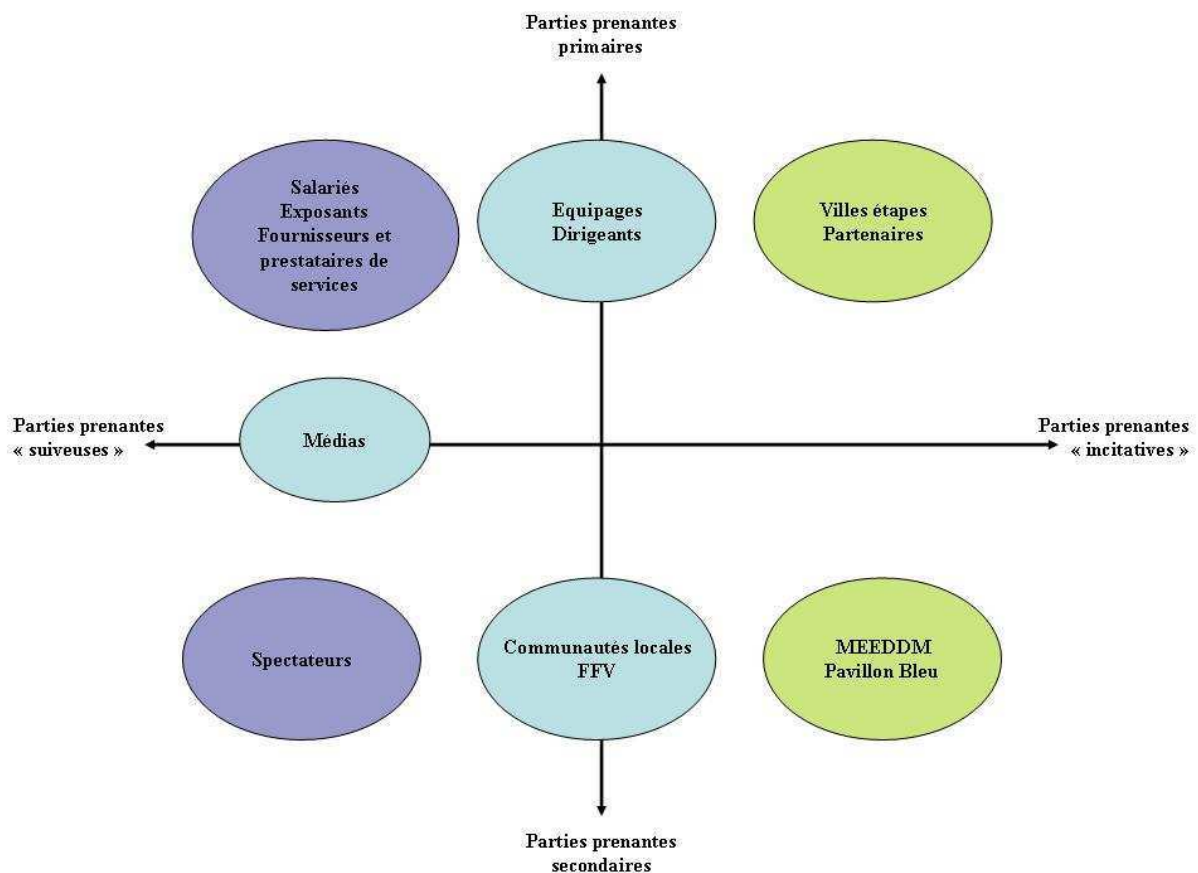 Parties prenantes
primaires
Salariés
Exposants
Fournisseurs et
prestataires de
services
Equipages
Dirigeants
Villes étapes
Partenaires
Parties prenantes
« suiveuses »
Médias
Parties prenantes
« incitatives »
Spectateurs
Communautés locales
FFV
MEEDDM
Pavillon Bleu
Parties prenantes
secondaires